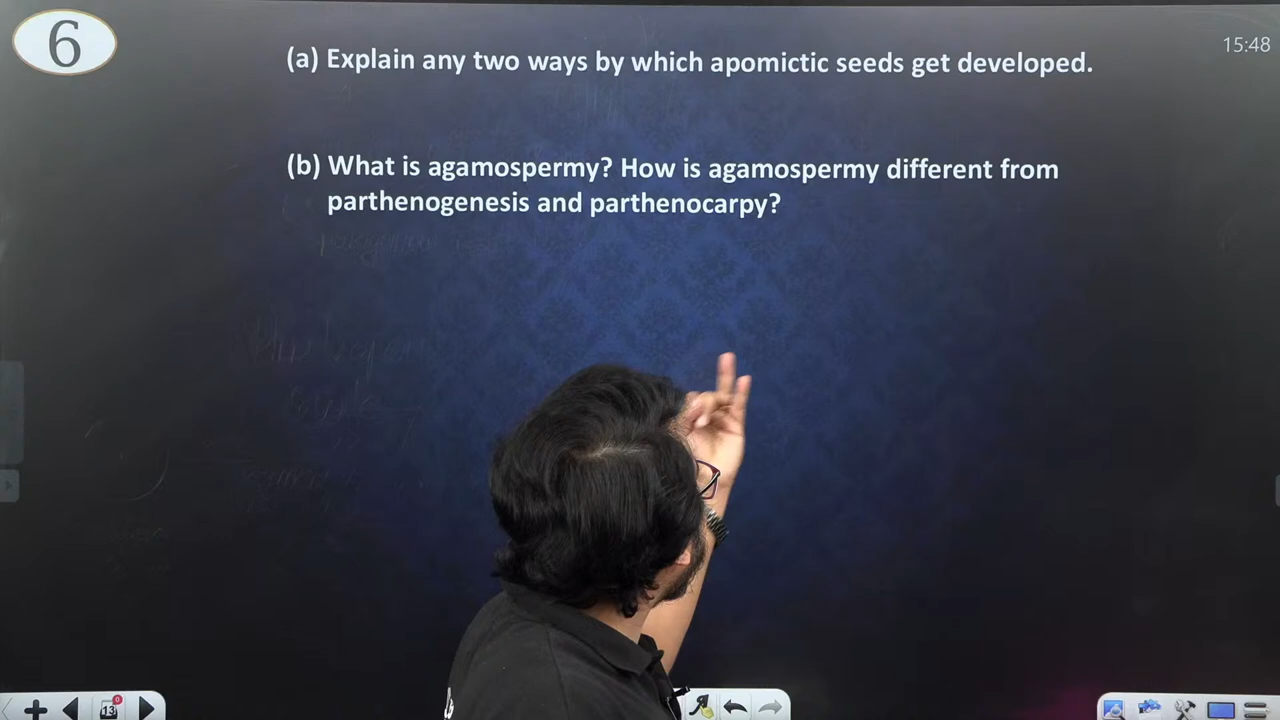 6
15:48
(a) Explain any two ways by which apomictic seeds get developed.
(b) What is agamospermy? How is agamospermy different from
parthenogenesis and parthenocarpy?
13